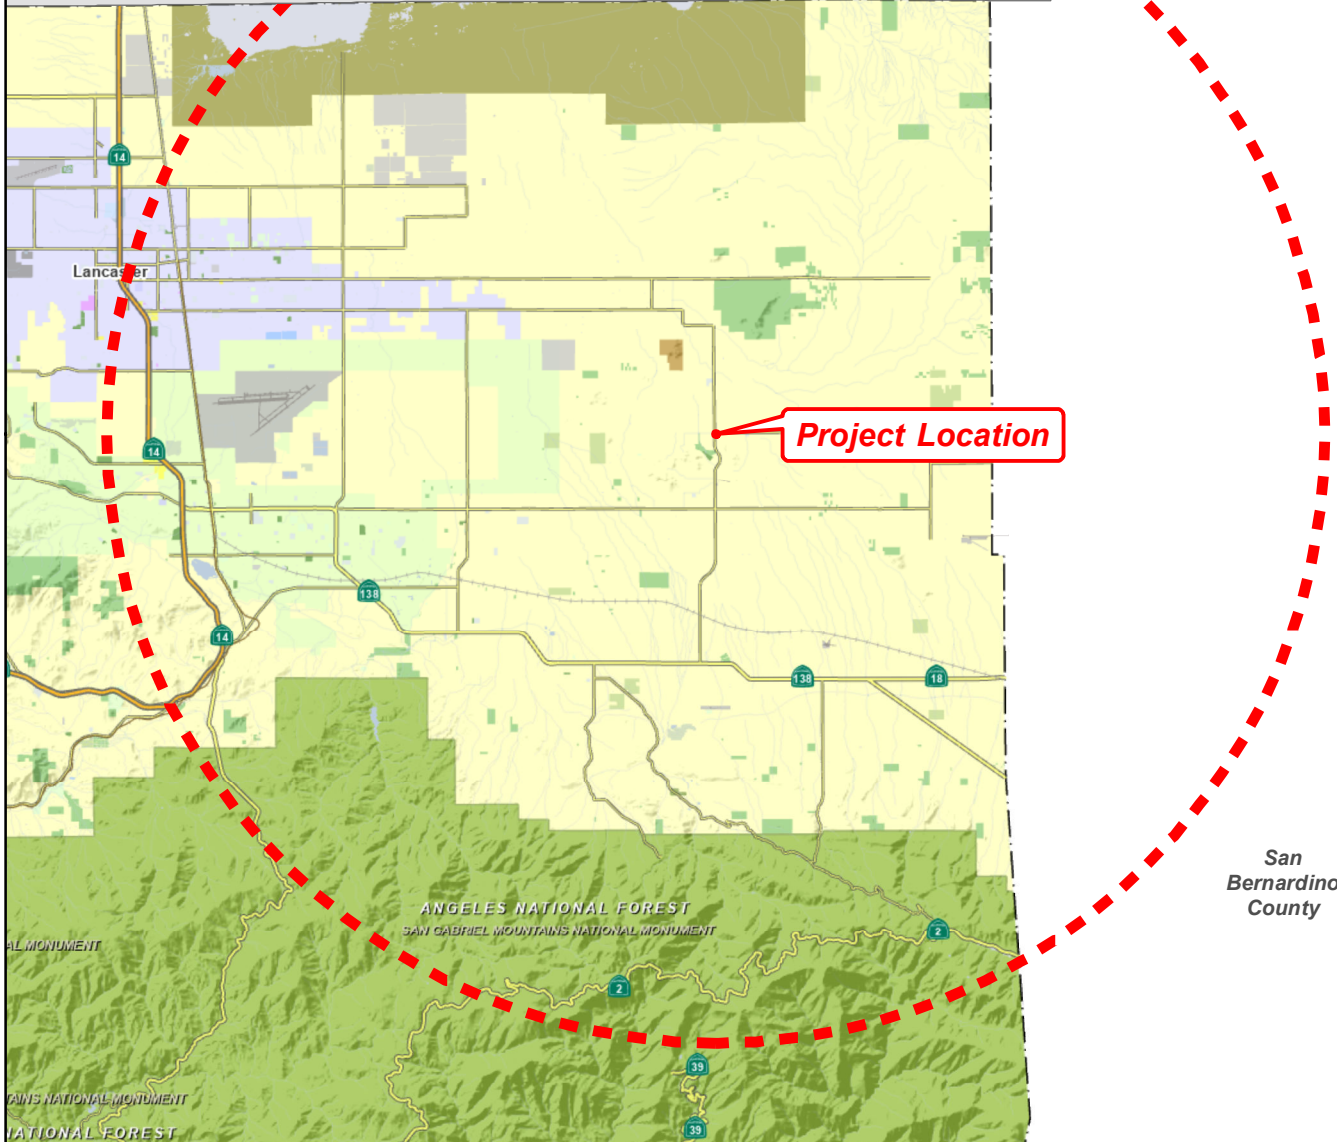 14
Lancaster
Project Location
14
138
14
138
18
San
Bernardino
County
ANGELES NATIONAL FOREST
SAN GABRIEL MOUNTAINS NATIONAL MONUMENT
2
AL MONUMENT
2
39
TAINS NATIONAL MONUMENT
39
NATIONAL FOREST